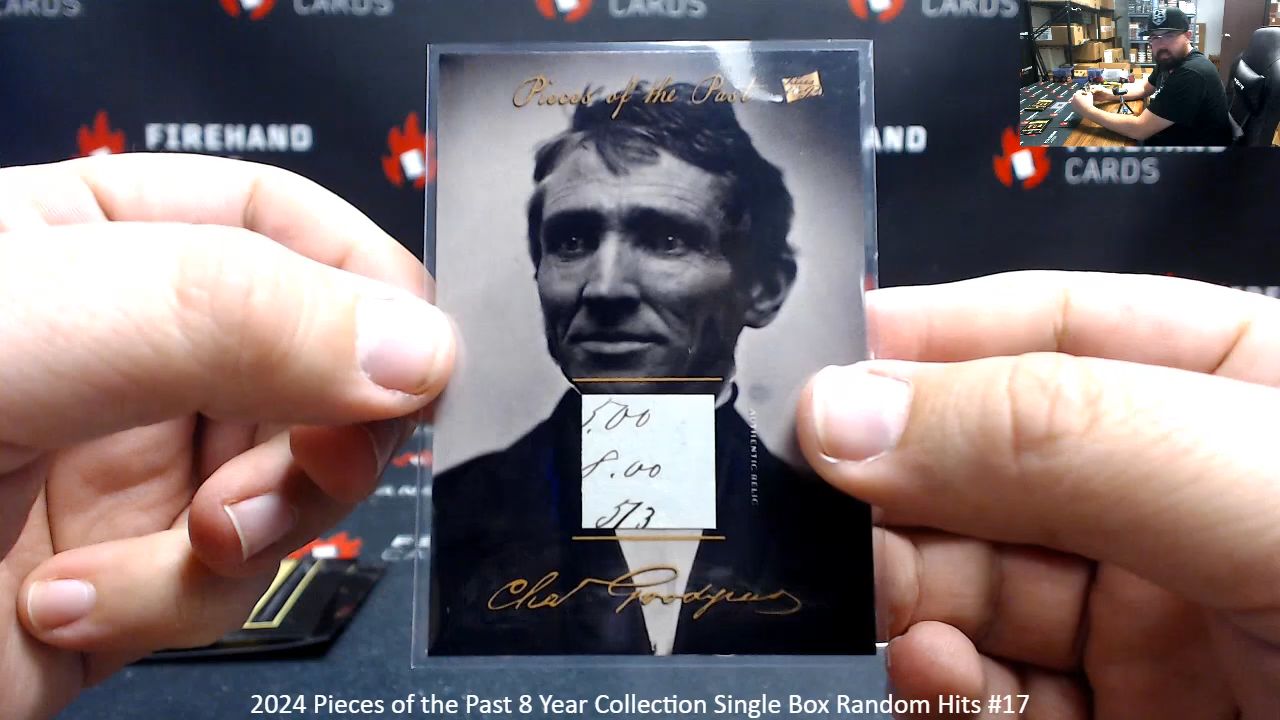 CARDS
CARDS
CARDS
FIREHAND
CARDS
Pieces of the Past
5.00
8.00
573
AUTHENTIC RELIC
Chas Goodyear
2024 Pieces of the Past 8 Year Collection Single Box Random Hits #17